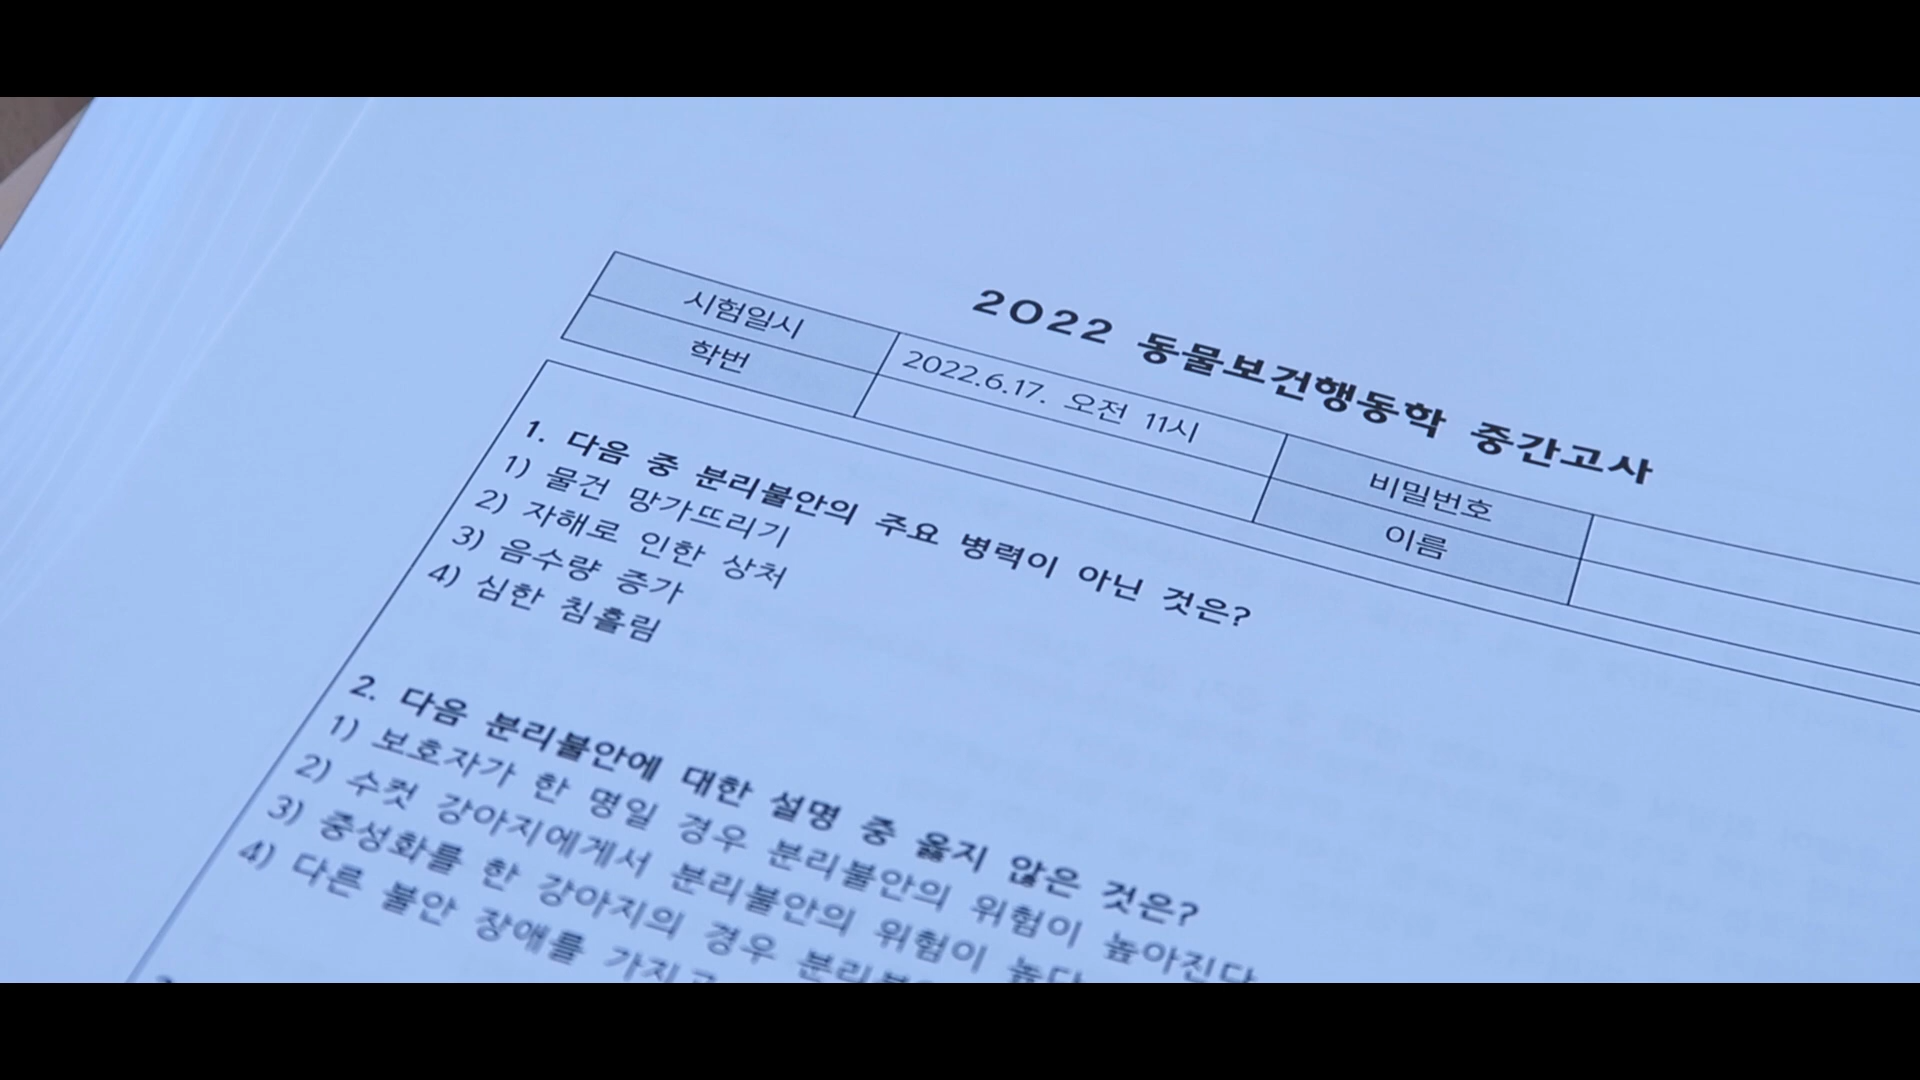 2022 동물보건행동학 중간고사
시험일시 2022.6.17. 오전 11시 비밀번호
학번 이름
1. 다음 중 분리불안의 주요 병력이 아닌 것은?
1) 물건 망가뜨리기
2) 자해로 인한 상처
3) 음수량 증가
4) 심한 침흘림
2. 다음 분리불안에 대한 설명 중 옳지 않은 것은?
1) 보호자가 한 명일 경우 분리불안의 위험이 높아진다
2) 수컷 강아지에게서 분리불안의 위험이 높다
3) 중성화를 한 강아지의 경우
4) 다른 불안 장애를 가지고